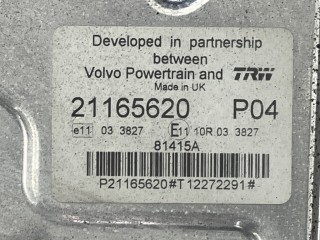 Developed in partnership
between
Volvo Powertrain and TRW
Made in UK
21165620 P04
e11 03 3827 E11 10R 03 3827
81415A
P21165620#T12272291#